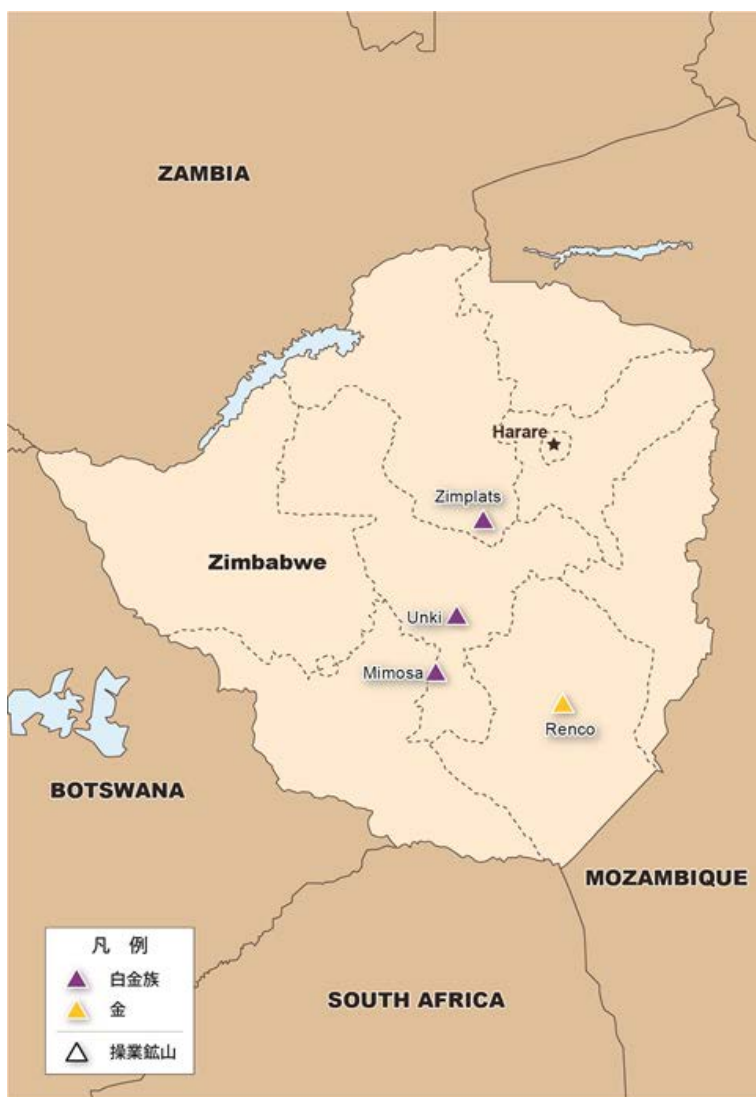 ZAMBIA
Harare
Zimplats
Zimbabwe
Unki
Mimosa
Renco
BOTSWANA
MOZAMBIQUE
SOUTH AFRICA
凡 例
白金族
金
操業鉱山